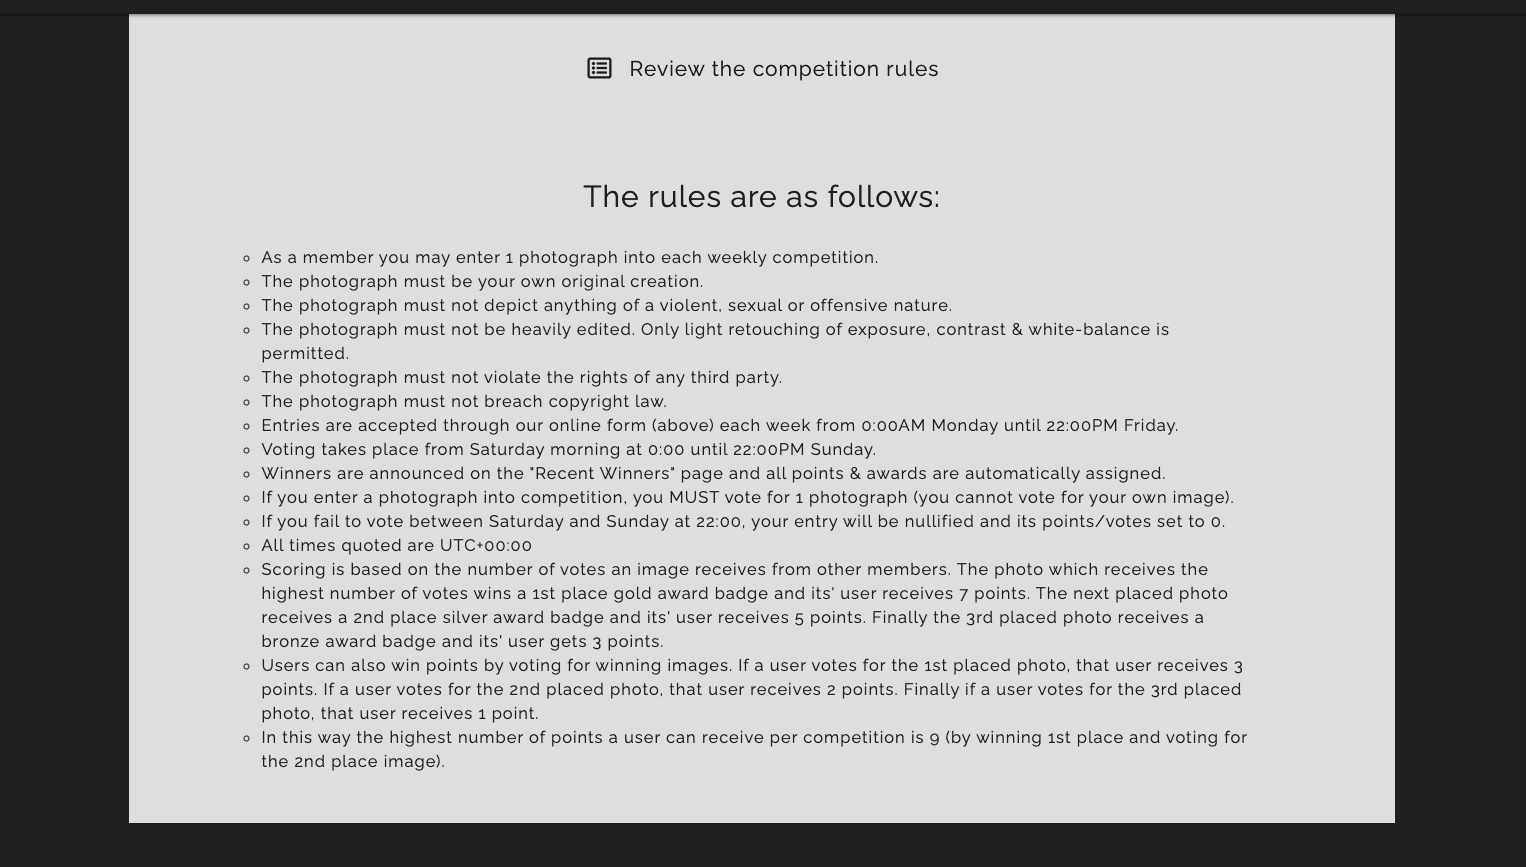 Review the competition rules
The rules are as follows:
As a member you may enter 1 photograph into each weekly competition.
The photograph must be your own original creation.
The photograph must not depict anything of a violent, sexual or offensive nature.
The photograph must not be heavily edited. Only light retouching of exposure, contrast & white-balance is
permitted.
The photograph must not violate the rights of any third party.
The photograph must not breach copyright law.
Entries are accepted through our online form (above) each week from 0:00AM Monday until 22:00PM Friday.
Voting takes place from Saturday morning at 0:00 until 22:00PM Sunday.
Winners are announced on the "Recent Winners" page and all points & awards are automatically assigned.
If you enter a photograph into competition, you MUST vote for 1 photograph (you cannot vote for your own image).
If you fail to vote between Saturday and Sunday at 22:00, your entry will be nullified and its points/votes set to 0.
All times quoted are UTC+00:00
Scoring is based on the number of votes an image receives from other members. The photo which receives the
highest number of votes wins a 1st place gold award badge and its' user receives 7 points. The next placed photo
receives a 2nd place silver award badge and its' user receives 5 points. Finally the 3rd placed photo receives a
bronze award badge and its' user gets 3 points.
Users can also win points by voting for winning images. If a user votes for the 1st placed photo, that user receives 3
points. If a user votes for the 2nd placed photo, that user receives 2 points. Finally if a user votes for the 3rd placed
photo, that user receives 1 point.
In this way the highest number of points a user can receive per competition is 9 (by winning 1st place and voting for
the 2nd place image).